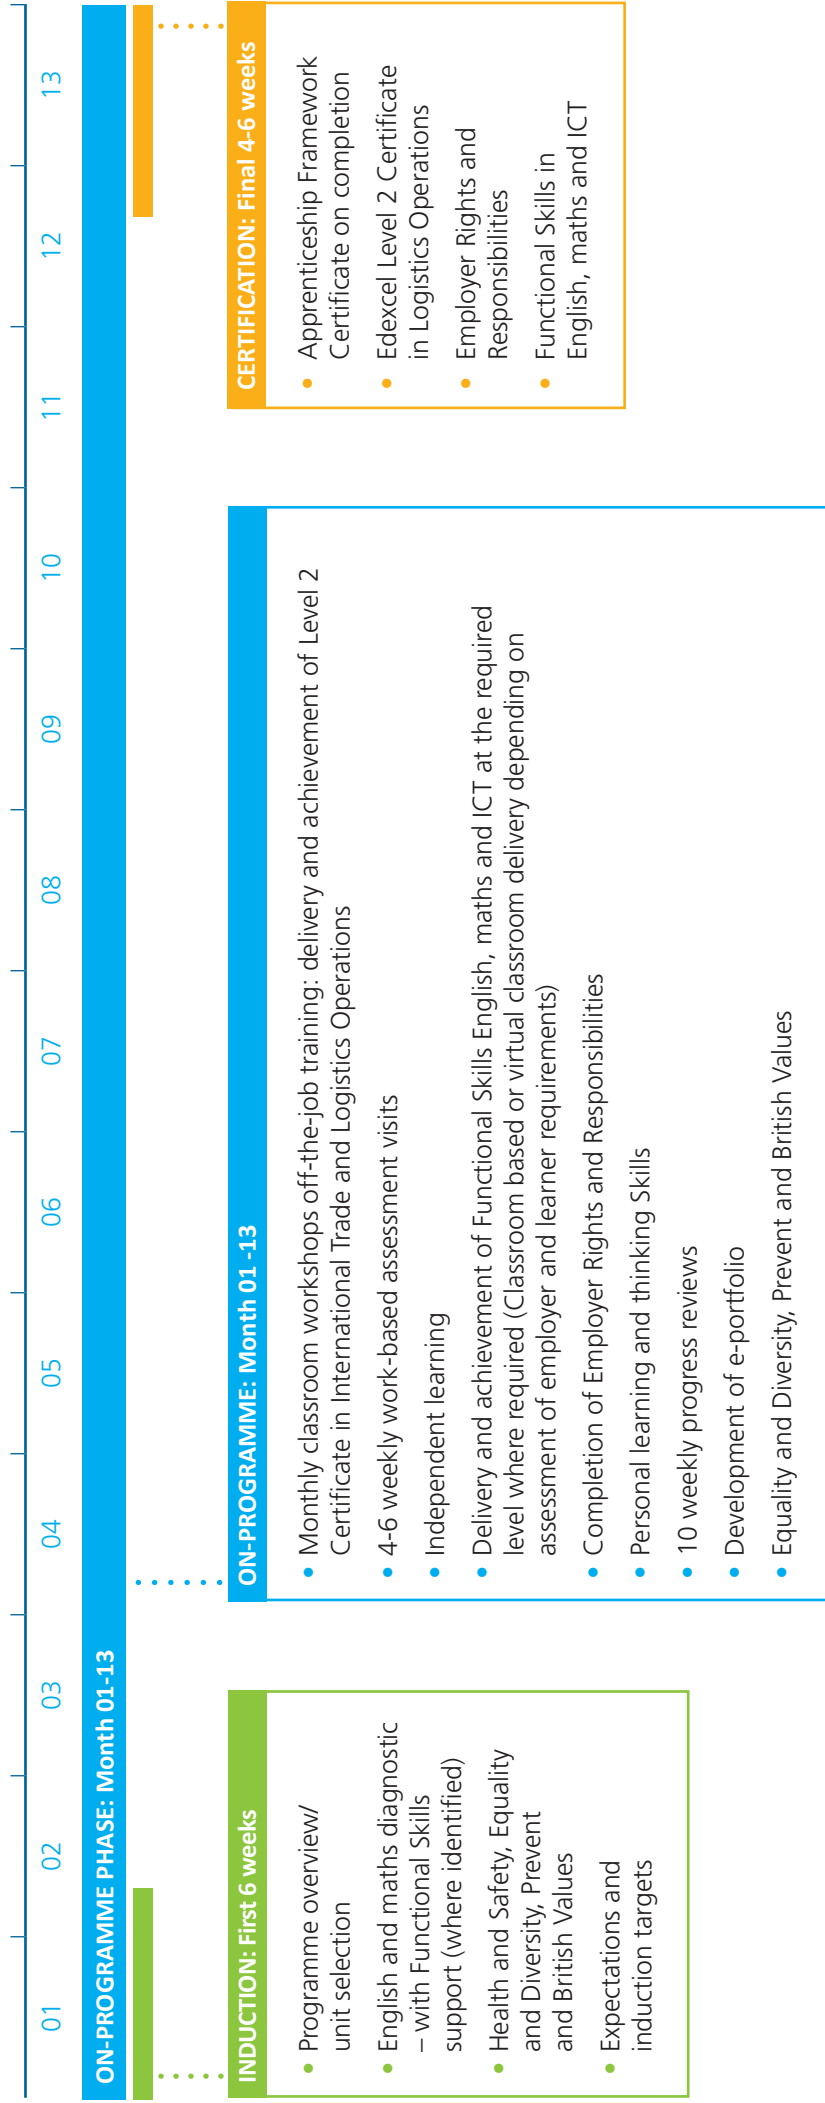 01 02 03 04 05 06 07 08 09 10 11 12 13
ON-PROGRAMME PHASE: Month 01-13
INDUCTION: First 6 weeks
• Programme overview/
unit selection
• English and maths diagnostic
– with Functional Skills
support (where identified)
• Health and Safety, Equality
and Diversity, Prevent
and British Values
• Expectations and
induction targets
ON-PROGRAMME: Month 01 -13
• Monthly classroom workshops off-the-job training: delivery and achievement of Level 2
Certificate in International Trade and Logistics Operations
• 4-6 weekly work-based assessment visits
• Independent learning
• Delivery and achievement of Functional Skills English, maths and ICT at the required
level where required (Classroom based or virtual classroom delivery depending on
assessment of employer and learner requirements)
• Completion of Employer Rights and Responsibilities
• Personal learning and thinking Skills
• 10 weekly progress reviews
• Development of e-portfolio
• Equality and Diversity, Prevent and British Values
CERTIFICATION: Final 4-6 weeks
• Apprenticeship Framework
Certificate on completion
• Edexcel Level 2 Certificate
in Logistics Operations
• Employer Rights and
Responsibilities
• Functional Skills in
English, maths and ICT